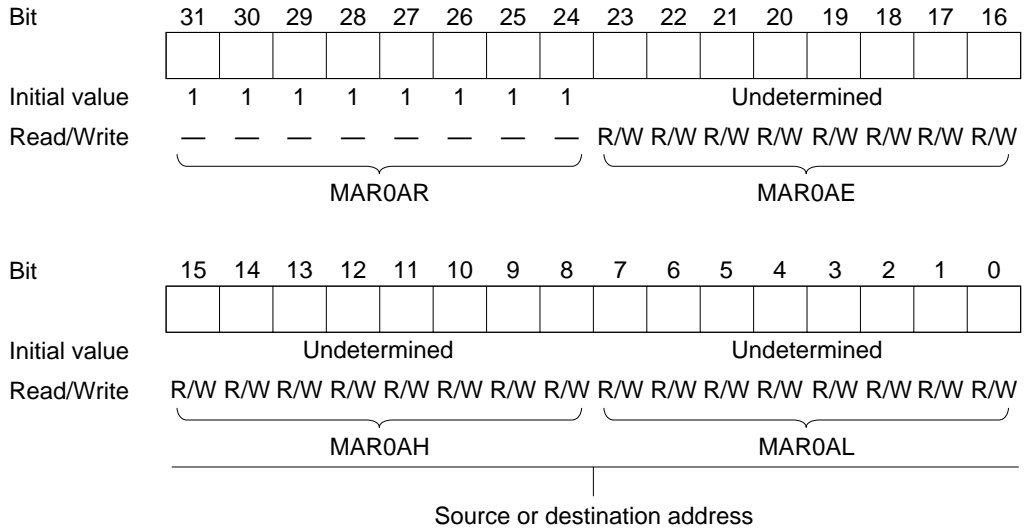 Bit 31 30 29 28 27 26 25 24 23 22 21 20 19 18 17 16
Initial value 1 1 1 1 1 1 1 1 Undetermined
Read/Write — — — — — — — — R/W R/W R/W R/W R/W R/W R/W R/W
MAR0AR MAR0AE
Bit 15 14 13 12 11 10 9 8 7 6 5 4 3 2 1 0
Initial value Undetermined Undetermined
Read/Write R/W R/W R/W R/W R/W R/W R/W R/W R/W R/W R/W R/W R/W R/W R/W R/W
MAR0AH MAR0AL
Source or destination address